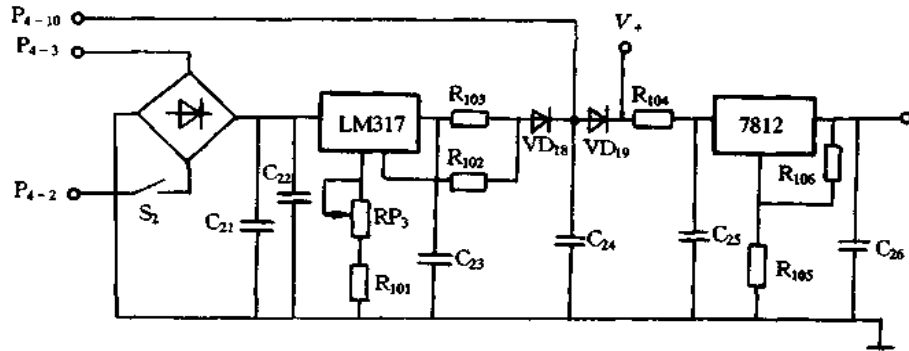 P4-10
V+
P4-3
R103
R104
LM317
7812
VD18
VD19
R102
R106
C22
P4-2
S2
C21
RP3
C23
C24
C25
C26
R101
R105